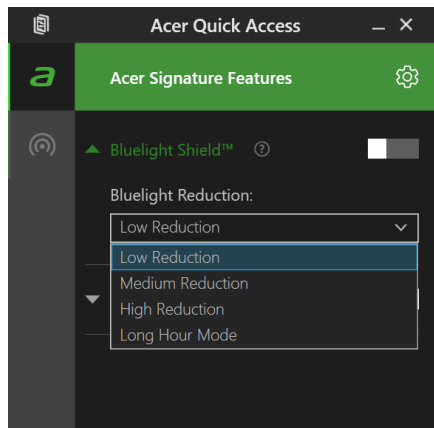 Acer Quick Access
a
Acer Signature Features
Bluelight Shield™ ?
Bluelight Reduction:
Low Reduction
Low Reduction
Medium Reduction
High Reduction
Long Hour Mode